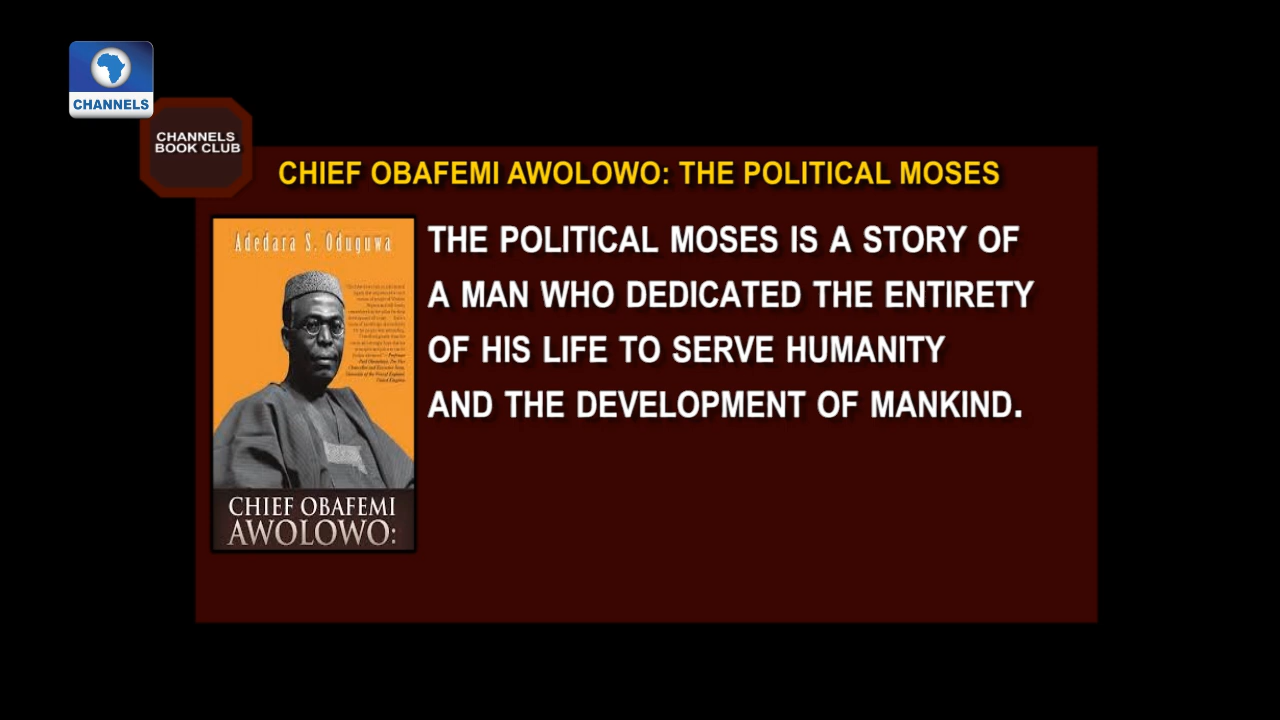 CHANNELS
CHANNELS
BOOK CLUB
CHIEF OBAFEMI AWOLOWO: THE POLITICAL MOSES
Adedara S. Oduguwa
CHIEF OBAFEMI
AWOLOWO:
THE POLITICAL MOSES IS A STORY OF
A MAN WHO DEDICATED THE ENTIRETY
OF HIS LIFE TO SERVE HUMANITY
AND THE DEVELOPMENT OF MANKIND.